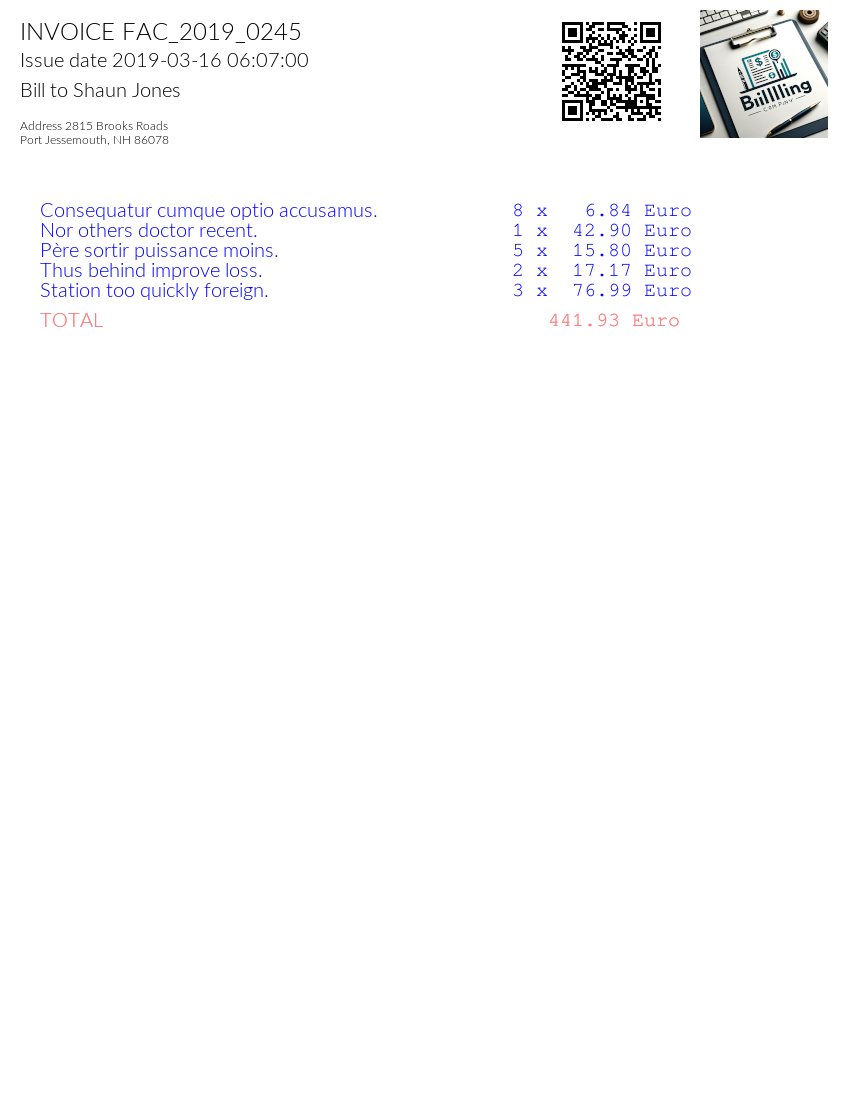 INVOICE FAC_2019_0245
Issue date 2019-03-16 06:07:00
Bill to Shaun Jones
Address 2815 Brooks Roads
Port Jessemouth, NH 86078
Biillling
COMPANY
Consequatur cumque optio accusamus. 8 x 6.84 Euro
Nor others doctor recent. 1 x 42.90 Euro
Père sortir puissance moins. 5 x 15.80 Euro
Thus behind improve loss. 2 x 17.17 Euro
Station too quickly foreign. 3 x 76.99 Euro
TOTAL 441.93 Euro